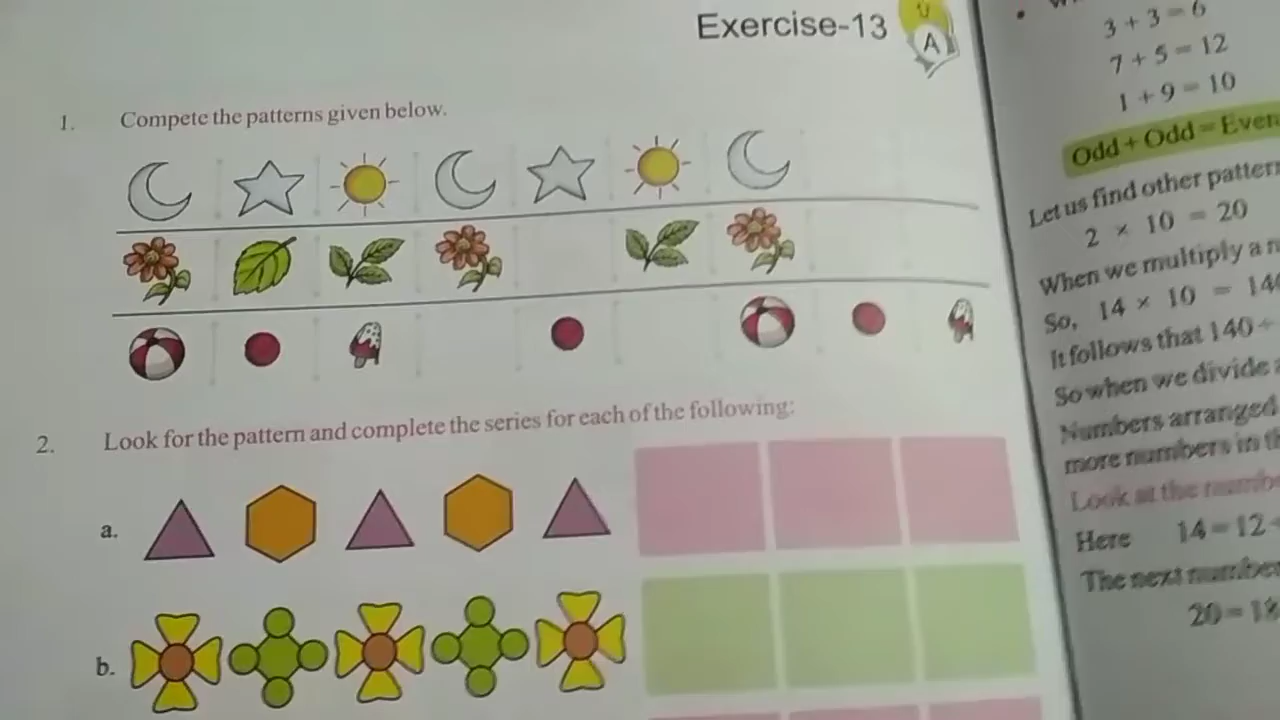 Exercise-13
A
1. Compete the patterns given below.
2. Look for the pattern and complete the series for each of the following:
a.
b.
3 + 3 = 6
7 + 5 = 12
1 + 9 = 10
Odd + Odd = Even
Let us find other
2 × 10 = 20
When we multiply a
So, 14 × 10 =
It follows that 140 ÷
So when we divide
Numbers arranged
more numbers in
Look at the
Here 14 = 12
The next number
20 = 18